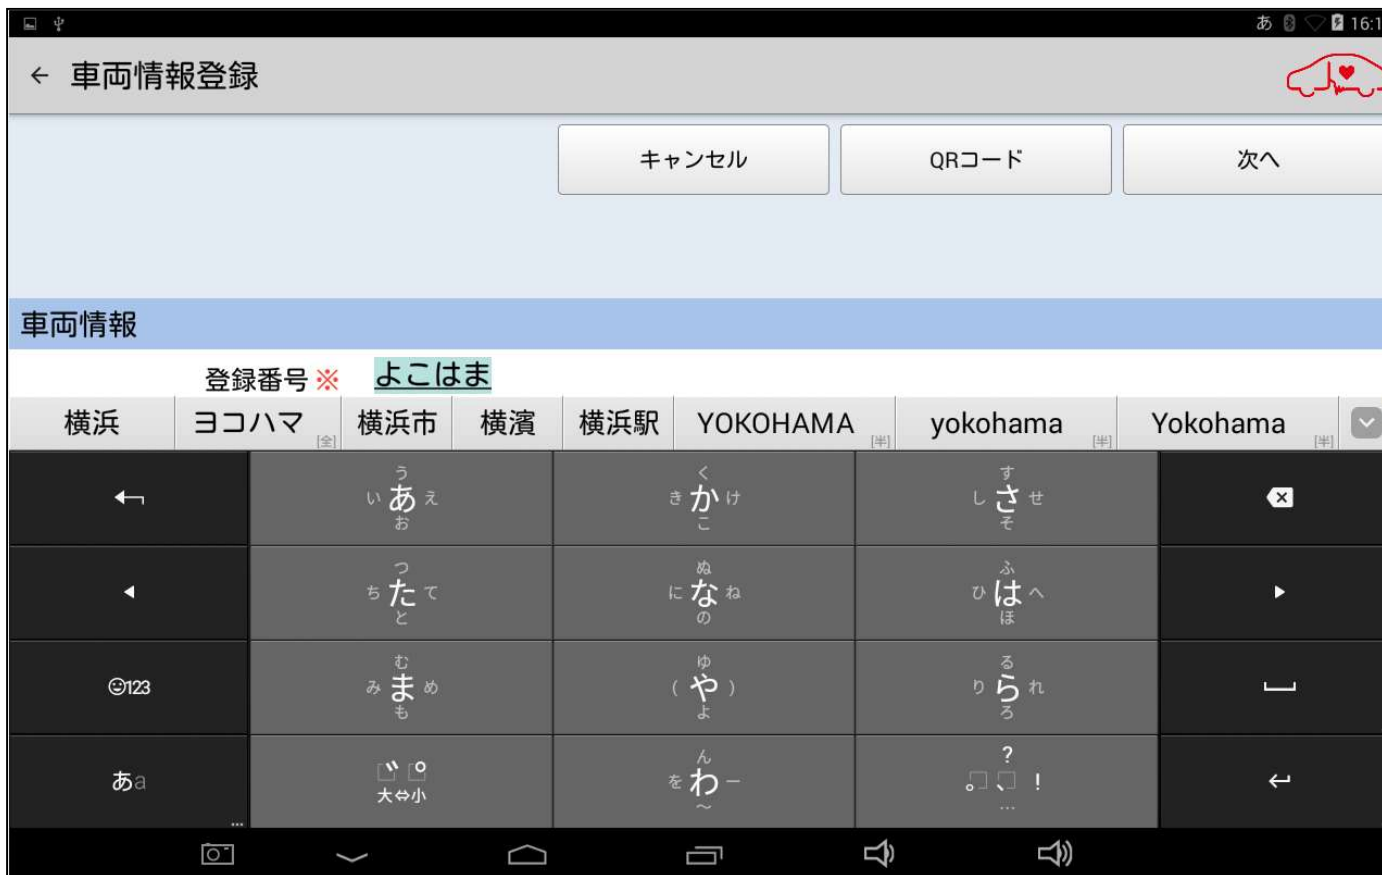 あ 16:1
← 車両情報登録
キャンセル QRコード 次へ
車両情報
登録番号※ よこはま
横浜 ヨコハマ [全] 横浜市 横濱 横浜駅 YOKOHAMA [半] yokohama [半] Yokohama [半]
う く す
い あ え き か け し さ せ
お こ そ
つ ぬ ふ
ち た て に な ね ひ は へ
と の ほ
む ゆ る
123 み ま め ( や ) り ら れ
も よ ろ
ん ?
あa ゛ ゜ 大⇔小 を わ ー 。 、 !
... ~ ...